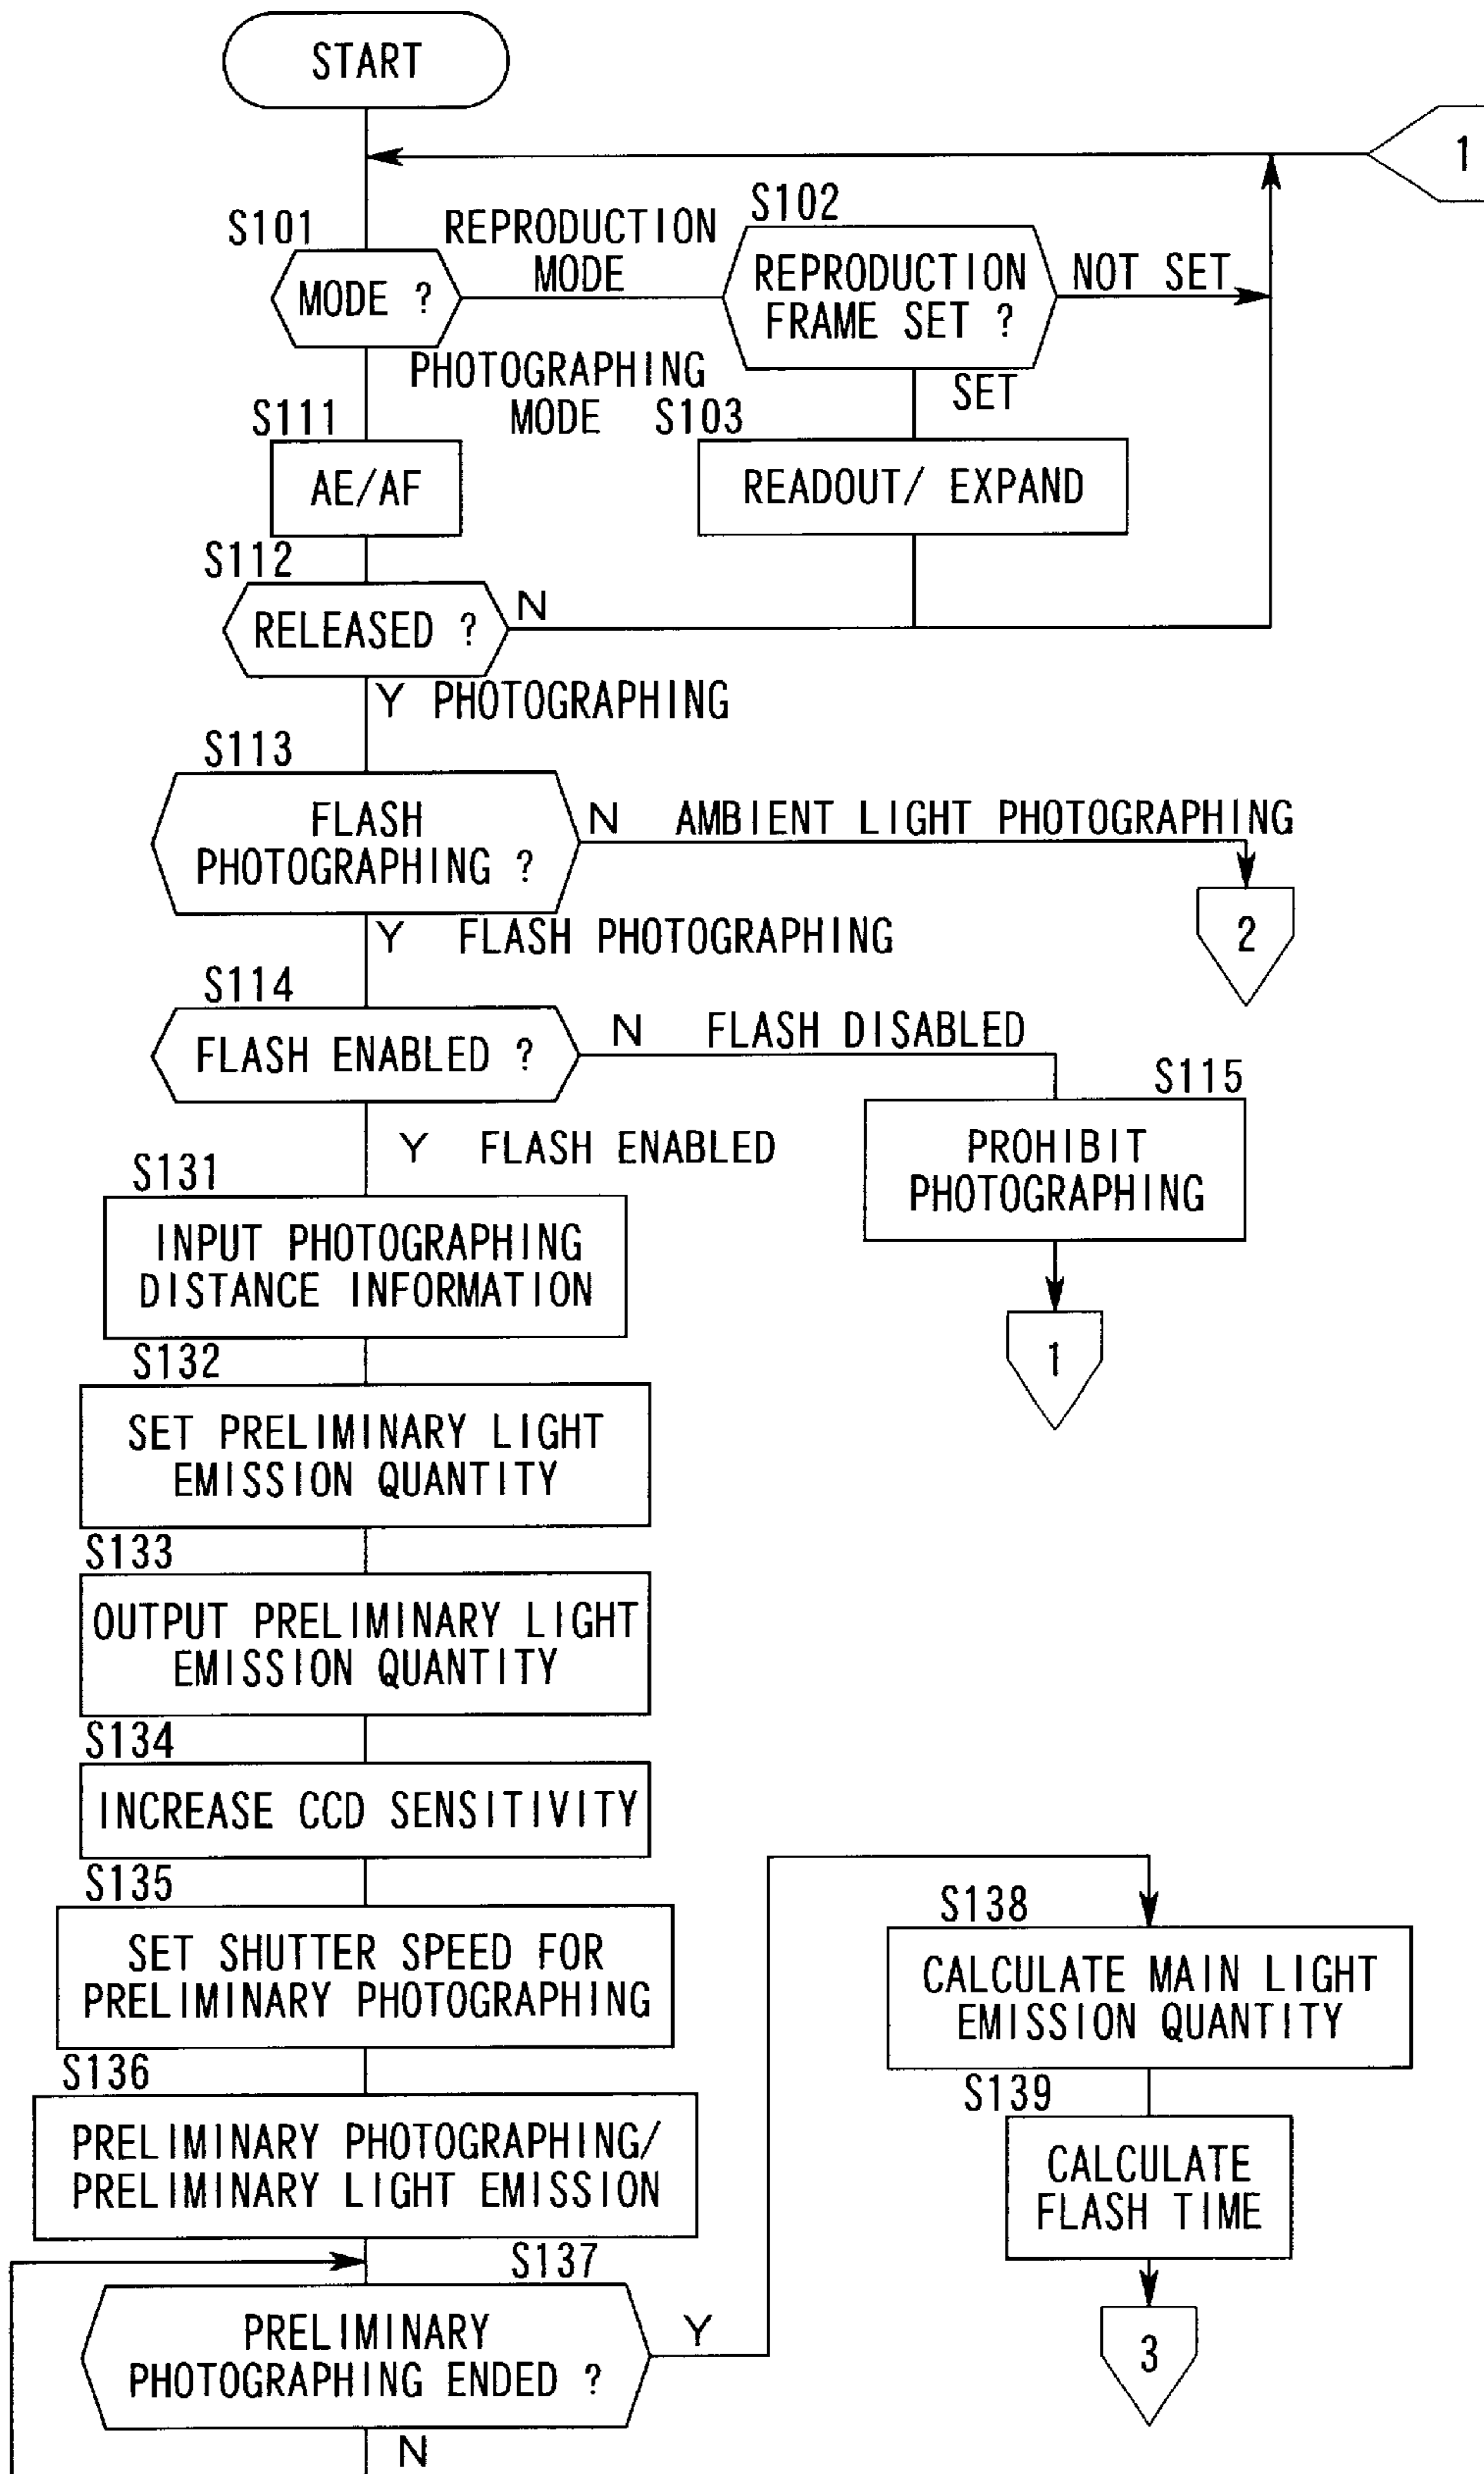 START
1
S101
REPRODUCTION
MODE
S102
MODE ?
REPRODUCTION
FRAME SET ?
NOT SET
PHOTOGRAPHING
MODE
SET
S111
S103
AE/AF
READOUT/ EXPAND
S112
RELEASED ?
N
Y PHOTOGRAPHING
S113
FLASH
PHOTOGRAPHING ?
N AMBIENT LIGHT PHOTOGRAPHING
2
Y FLASH PHOTOGRAPHING
S114
FLASH ENABLED ?
N FLASH DISABLED
S115
PROHIBIT
PHOTOGRAPHING
1
Y FLASH ENABLED
S131
INPUT PHOTOGRAPHING
DISTANCE INFORMATION
S132
SET PRELIMINARY LIGHT
EMISSION QUANTITY
S133
OUTPUT PRELIMINARY LIGHT
EMISSION QUANTITY
S134
INCREASE CCD SENSITIVITY
S135
SET SHUTTER SPEED FOR
PRELIMINARY PHOTOGRAPHING
S136
PRELIMINARY PHOTOGRAPHING/
PRELIMINARY LIGHT EMISSION
S137
PRELIMINARY
PHOTOGRAPHING ENDED ?
Y
N
S138
CALCULATE MAIN LIGHT
EMISSION QUANTITY
S139
CALCULATE
FLASH TIME
3